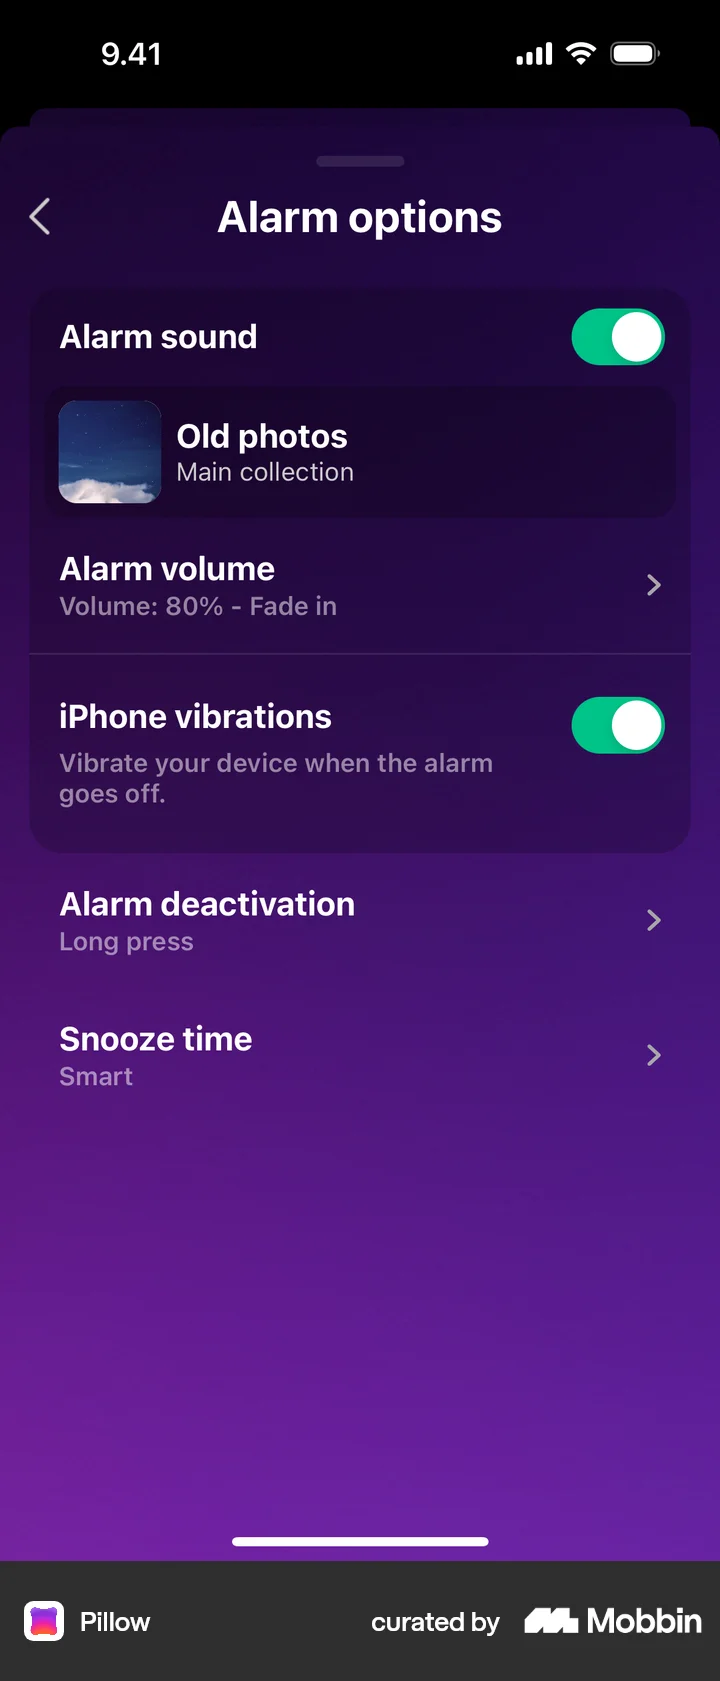 9.41
Alarm options
Alarm sound
Old photos
Main collection
Alarm volume
Volume: 80% - Fade in
iPhone vibrations
Vibrate your device when the alarm
goes off.
Alarm deactivation
Long press
Snooze time
Smart
Pillow
curated by Mobbin